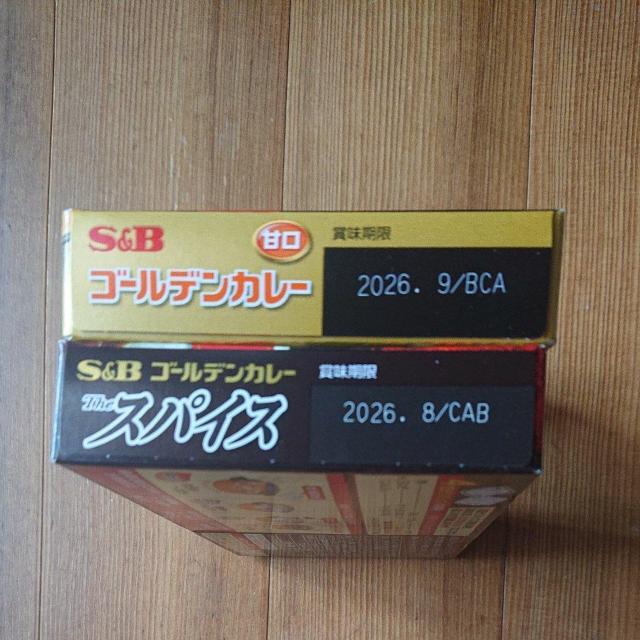 S&B
甘口
賞味期限
ゴールデンカレー
2026. 9/BCA
S&B ゴールデンカレー
賞味期限
The スパイス
2026. 8/CAB